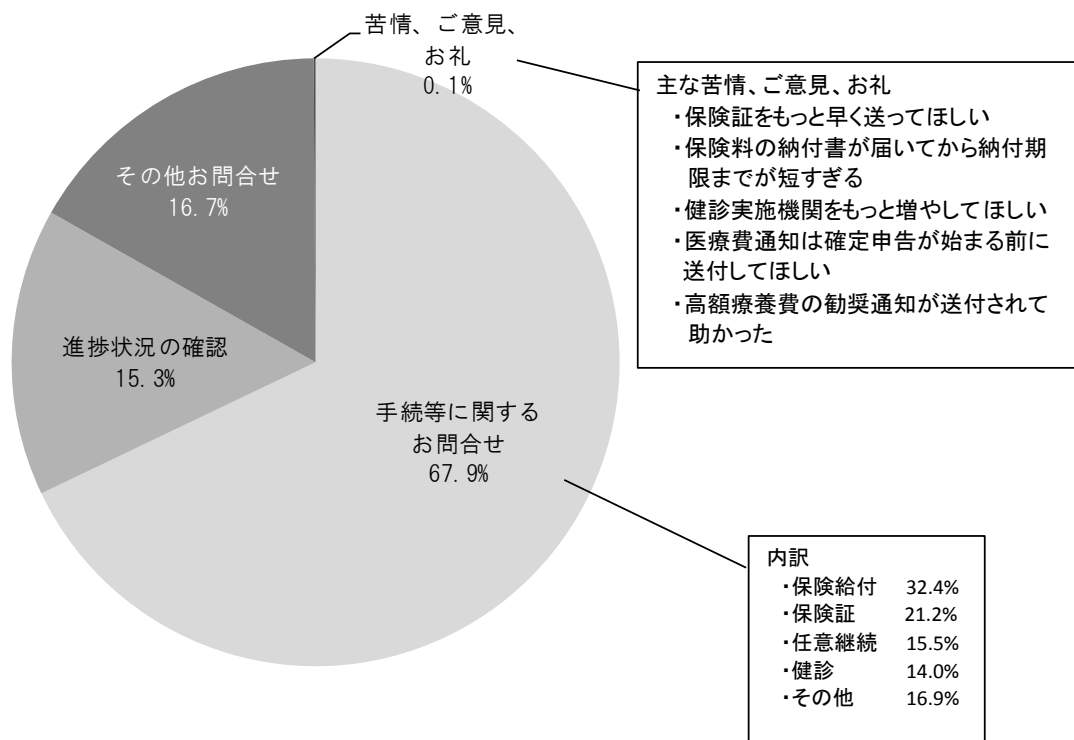 苦情、ご意見、
お礼
0.1%
主な苦情、ご意見、お礼
・保険証をもっと早く送ってほしい
・保険料の納付書が届いてから納付期
限までが短すぎる
・健診実施機関をもっと増やしてほしい
・医療費通知は確定申告が始まる前に
送付してほしい
・高額療養費の勧奨通知が送付されて
助かった
その他お問合せ
16.7%
進捗状況の確認
15.3%
手続等に関する
お問合せ
67.9%
内訳
・保険給付 32.4%
・保険証 21.2%
・任意継続 15.5%
・健診 14.0%
・その他 16.9%